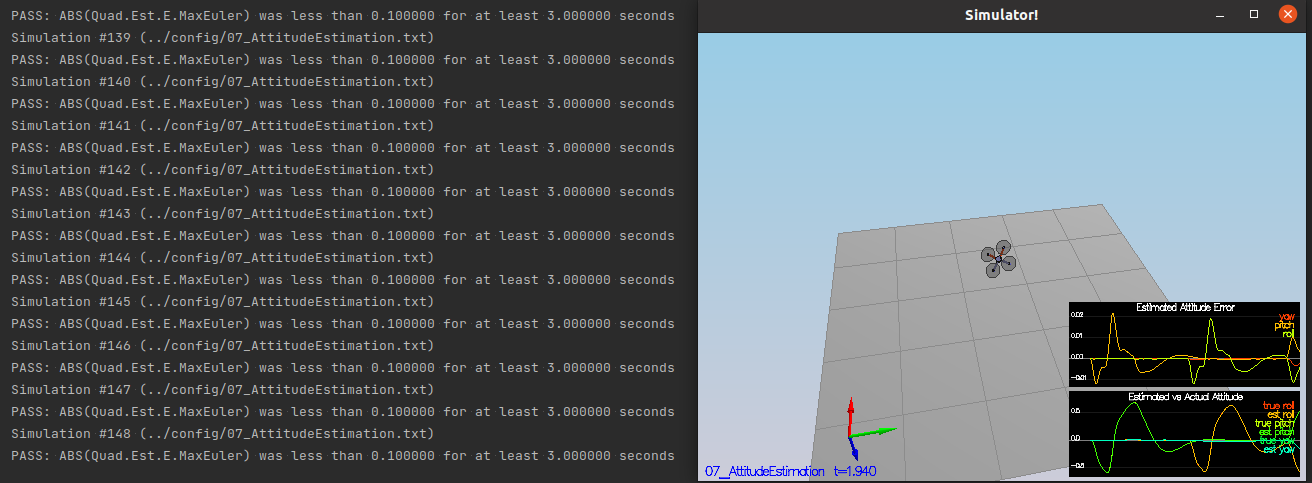 PASS: ABS(Quad.Est.E.MaxEuler) was less than 0.100000 for at least 3.000000 seconds
Simulation #139 (../config/07_AttitudeEstimation.txt)
PASS: ABS(Quad.Est.E.MaxEuler) was less than 0.100000 for at least 3.000000 seconds
Simulation #140 (../config/07_AttitudeEstimation.txt)
PASS: ABS(Quad.Est.E.MaxEuler) was less than 0.100000 for at least 3.000000 seconds
Simulation #141 (../config/07_AttitudeEstimation.txt)
PASS: ABS(Quad.Est.E.MaxEuler) was less than 0.100000 for at least 3.000000 seconds
Simulation #142 (../config/07_AttitudeEstimation.txt)
PASS: ABS(Quad.Est.E.MaxEuler) was less than 0.100000 for at least 3.000000 seconds
Simulation #143 (../config/07_AttitudeEstimation.txt)
PASS: ABS(Quad.Est.E.MaxEuler) was less than 0.100000 for at least 3.000000 seconds
Simulation #144 (../config/07_AttitudeEstimation.txt)
PASS: ABS(Quad.Est.E.MaxEuler) was less than 0.100000 for at least 3.000000 seconds
Simulation #145 (../config/07_AttitudeEstimation.txt)
PASS: ABS(Quad.Est.E.MaxEuler) was less than 0.100000 for at least 3.000000 seconds
Simulation #146 (../config/07_AttitudeEstimation.txt)
PASS: ABS(Quad.Est.E.MaxEuler) was less than 0.100000 for at least 3.000000 seconds
Simulation #147 (../config/07_AttitudeEstimation.txt)
PASS: ABS(Quad.Est.E.MaxEuler) was less than 0.100000 for at least 3.000000 seconds
Simulation #148 (../config/07_AttitudeEstimation.txt)
PASS: ABS(Quad.Est.E.MaxEuler) was less than 0.100000 for at least 3.000000 seconds
Simulator!
Estimated Attitude Error
0.02
yaw
pitch
roll
0.01
0.00
-0.01
Estimated vs Actual Attitude
true roll
est roll
0.5
true pitch
est pitch
0.0
true yaw
est yaw
-0.5
07_AttitudeEstimation t=1.940